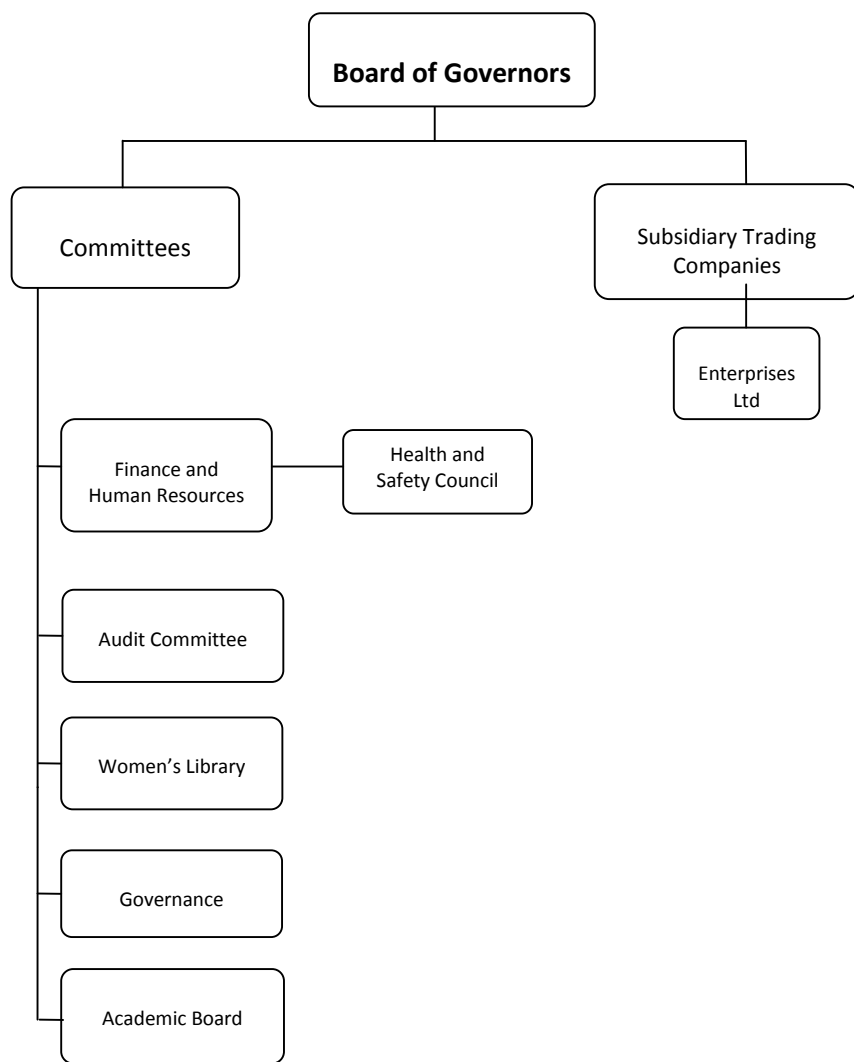 Board of Governors
Committees
Subsidiary Trading
Companies
Enterprises
Ltd
Finance and
Human Resources
Health and
Safety Council
Audit Committee
Women’s Library
Governance
Academic Board